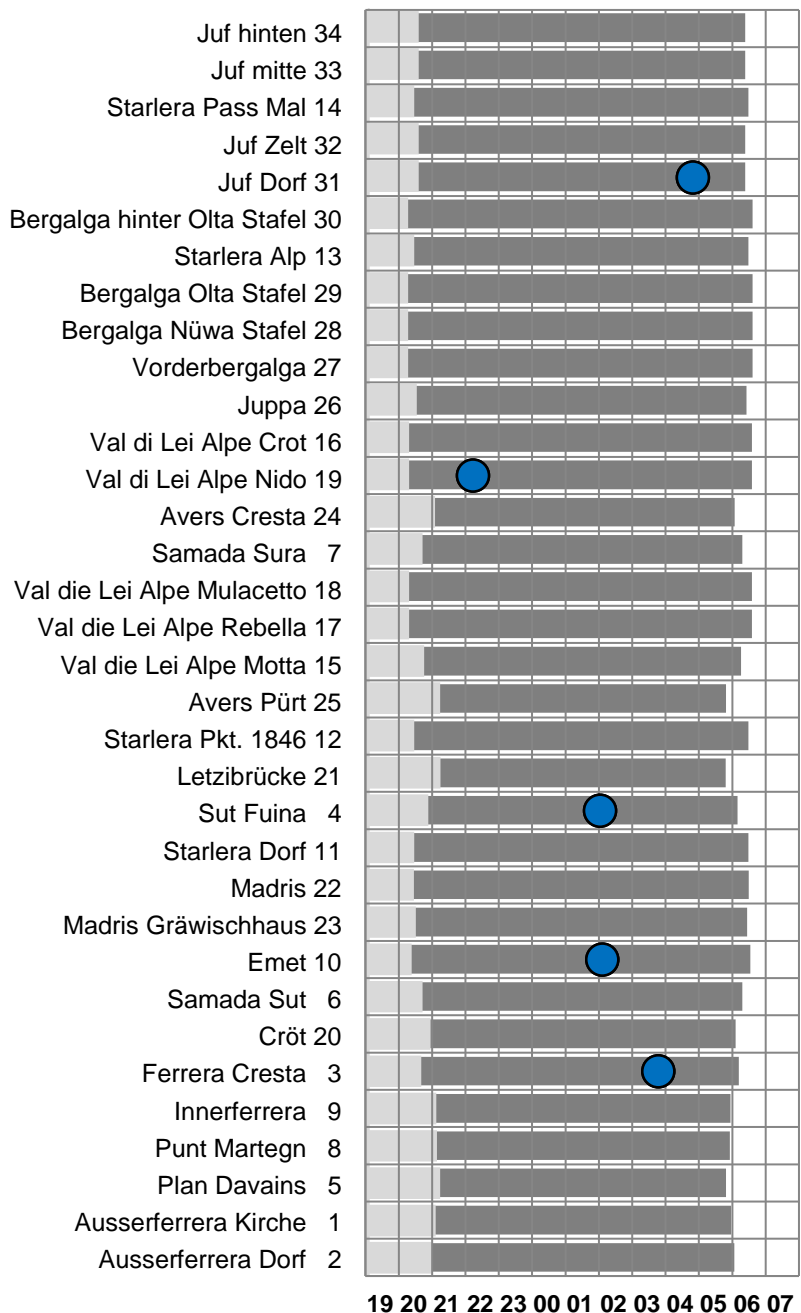 Juf hinten 34
Juf mitte 33
Starlera Pass Mal 14
Juf Zelt 32
Juf Dorf 31
Bergalga hinter Olta Stafel 30
Starlera Alp 13
Bergalga Olta Stafel 29
Bergalga Nüwa Stafel 28
Vorderbergalga 27
Juppa 26
Val di Lei Alpe Crot 16
Val di Lei Alpe Nido 19
Avers Cresta 24
Samada Sura 7
Val die Lei Alpe Mulacetto 18
Val die Lei Alpe Rebella 17
Val die Lei Alpe Motta 15
Avers Pürt 25
Starlera Pkt. 1846 12
Letzibrücke 21
Sut Fuina 4
Starlera Dorf 11
Madris 22
Madris Gräwischhaus 23
Emet 10
Samada Sut 6
Cröt 20
Ferrera Cresta 3
Innerferrera 9
Punt Martegn 8
Plan Davains 5
Ausserferrera Kirche 1
Ausserferrera Dorf 2
19 20 21 22 23 00 01 02 03 04 05 06 07